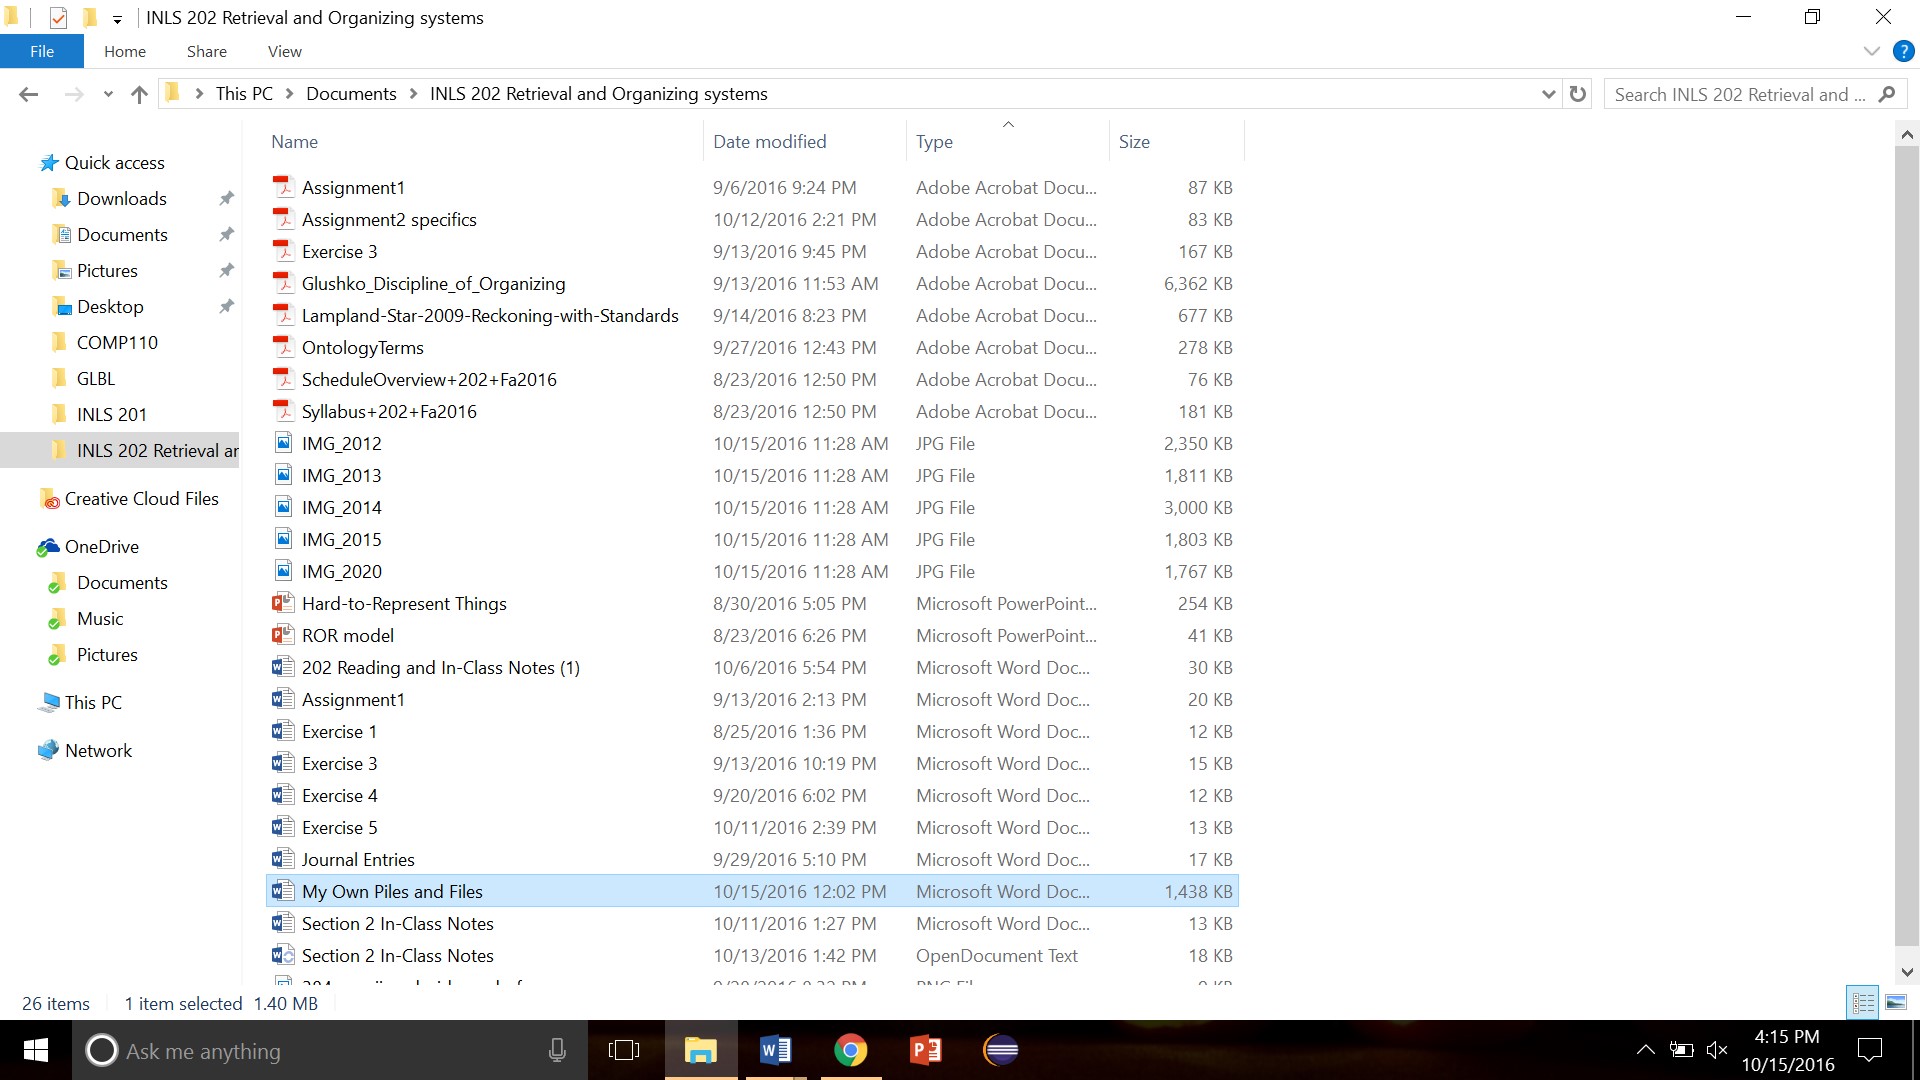 INLS 202 Retrieval and Organizing systems
File Home Share View
This PC Documents INLS 202 Retrieval and Organizing systems
Search INLS 202 Retrieval and ...
Quick access
Downloads
Documents
Pictures
Desktop
COMP110
GLBL
INLS 201
INLS 202 Retrieval ar
Creative Cloud Files
OneDrive
Documents
Music
Pictures
This PC
Network
Name Date modified Type Size
Assignment1 9/6/2016 9:24 PM Adobe Acrobat Docu... 87 KB
Assignment2 specifics 10/12/2016 2:21 PM Adobe Acrobat Docu... 83 KB
Exercise 3 9/13/2016 9:45 PM Adobe Acrobat Docu... 167 KB
Glushko_Discipline_of_Organizing 9/13/2016 11:53 AM Adobe Acrobat Docu... 6,362 KB
Lampland-Star-2009-Reckoning-with-Standards 9/14/2016 8:23 PM Adobe Acrobat Docu... 677 KB
OntologyTerms 9/27/2016 12:43 PM Adobe Acrobat Docu... 278 KB
ScheduleOverview+202+Fa2016 8/23/2016 12:50 PM Adobe Acrobat Docu... 76 KB
Syllabus+202+Fa2016 8/23/2016 12:50 PM Adobe Acrobat Docu... 181 KB
IMG_2012 10/15/2016 11:28 AM JPG File 2,350 KB
IMG_2013 10/15/2016 11:28 AM JPG File 1,811 KB
IMG_2014 10/15/2016 11:28 AM JPG File 3,000 KB
IMG_2015 10/15/2016 11:28 AM JPG File 1,803 KB
IMG_2020 10/15/2016 11:28 AM JPG File 1,767 KB
Hard-to-Represent Things 8/30/2016 5:05 PM Microsoft PowerPoint... 254 KB
ROR model 8/23/2016 6:26 PM Microsoft PowerPoint... 41 KB
202 Reading and In-Class Notes (1) 10/6/2016 5:54 PM Microsoft Word Doc... 30 KB
Assignment1 9/13/2016 2:13 PM Microsoft Word Doc... 20 KB
Exercise 1 8/25/2016 1:36 PM Microsoft Word Doc... 12 KB
Exercise 3 9/13/2016 10:19 PM Microsoft Word Doc... 15 KB
Exercise 4 9/20/2016 6:02 PM Microsoft Word Doc... 12 KB
Exercise 5 10/11/2016 2:39 PM Microsoft Word Doc... 13 KB
Journal Entries 9/29/2016 5:10 PM Microsoft Word Doc... 17 KB
My Own Piles and Files 10/15/2016 12:02 PM Microsoft Word Doc... 1,438 KB
Section 2 In-Class Notes 10/11/2016 1:27 PM Microsoft Word Doc... 13 KB
Section 2 In-Class Notes 10/13/2016 1:42 PM OpenDocument Text 18 KB
26 items 1 item selected 1.40 MB
Ask me anything
4:15 PM
10/15/2016